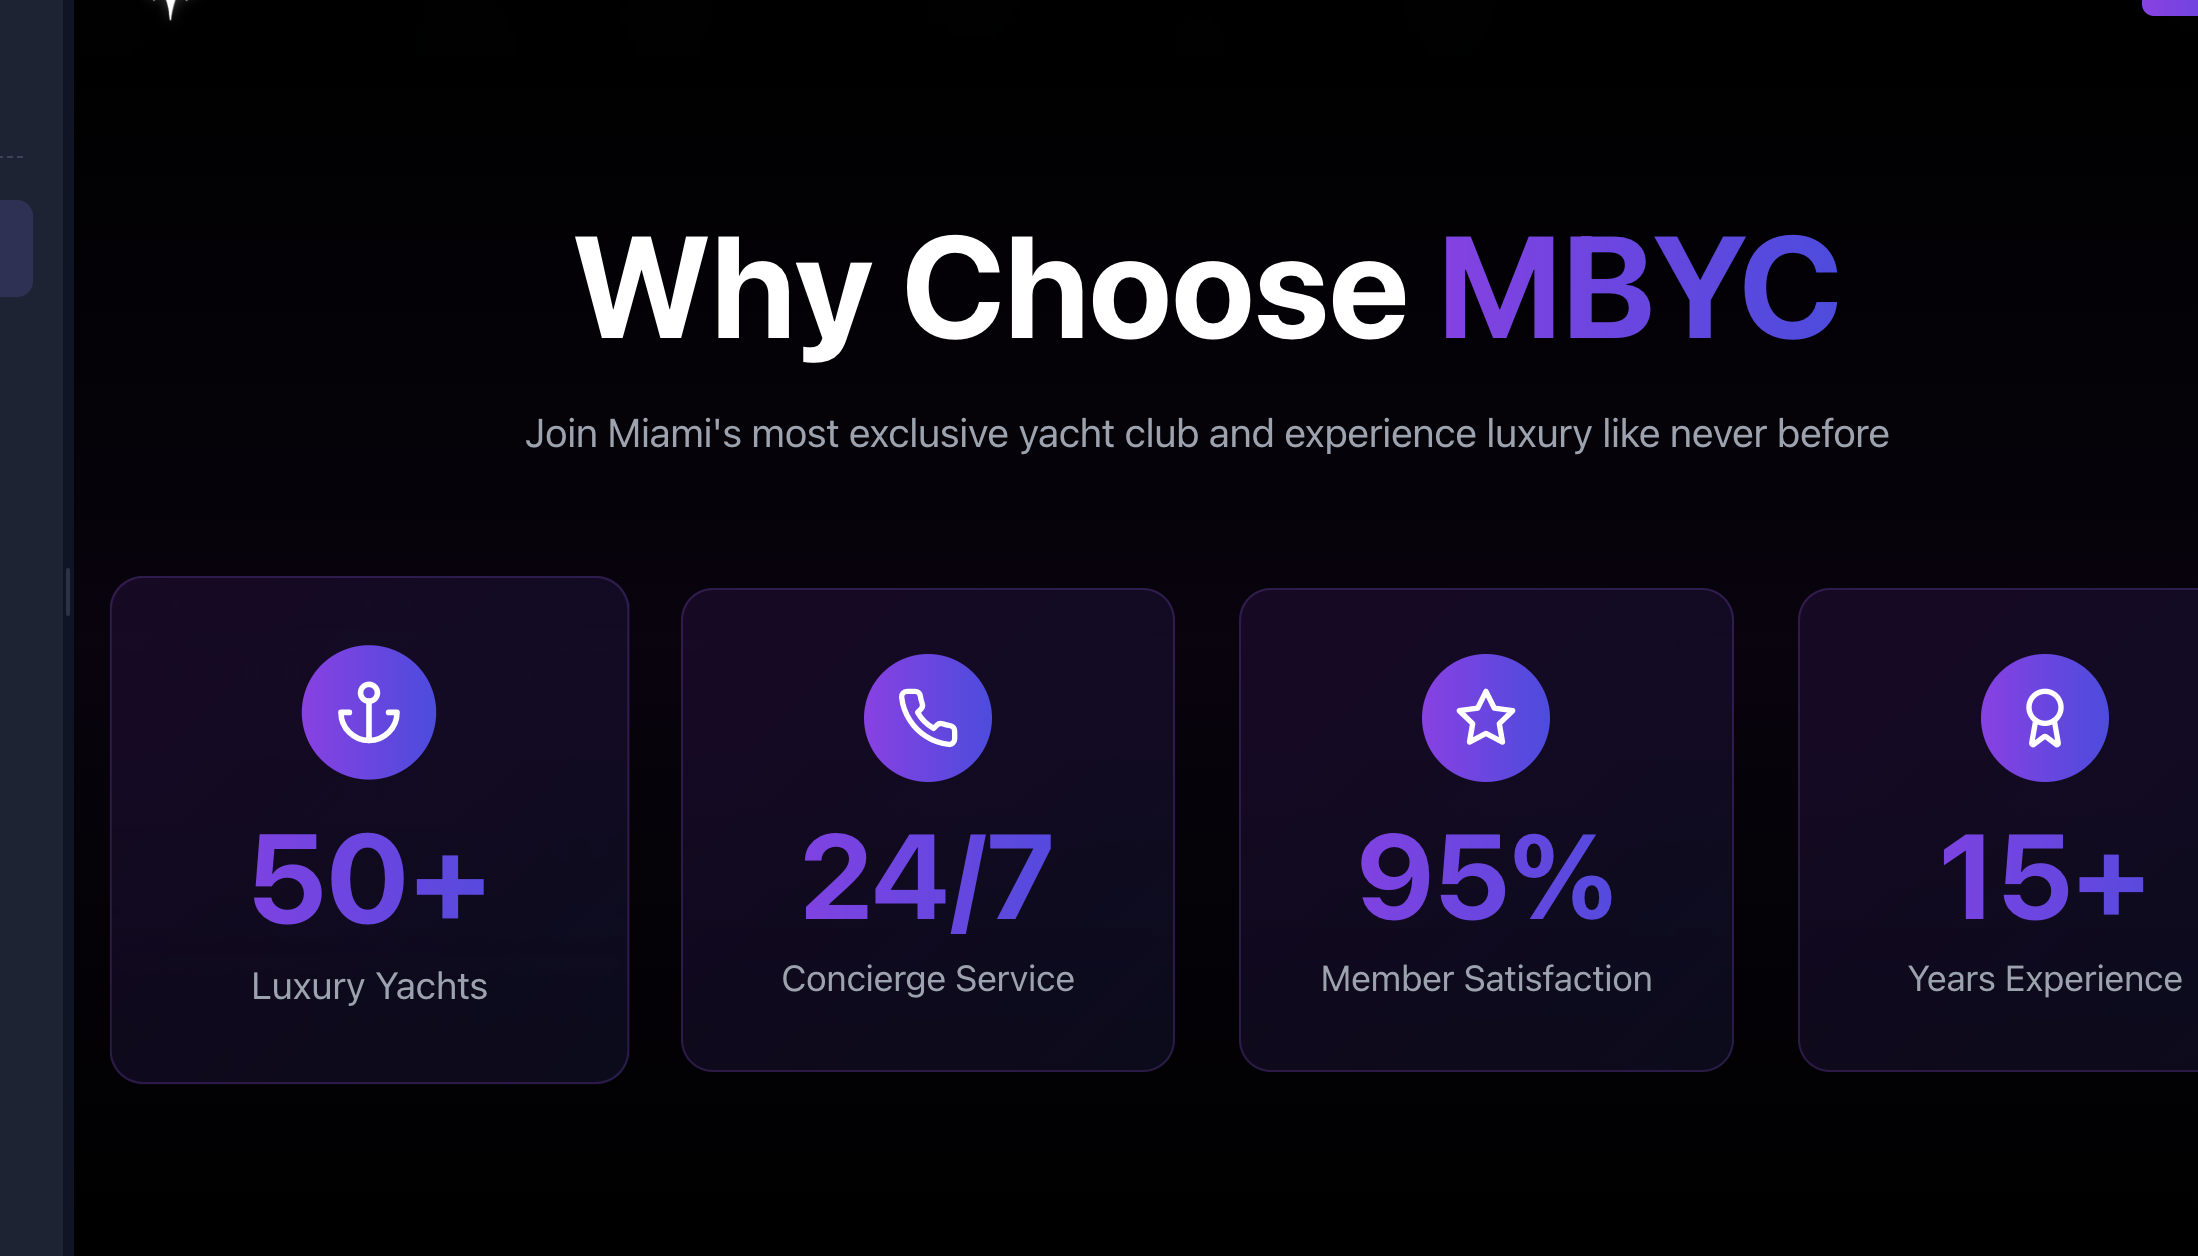 Why Choose MBYC
Join Miami's most exclusive yacht club and experience luxury like never before
50+
Luxury Yachts
24/7
Concierge Service
95%
Member Satisfaction
15+
Years Experience